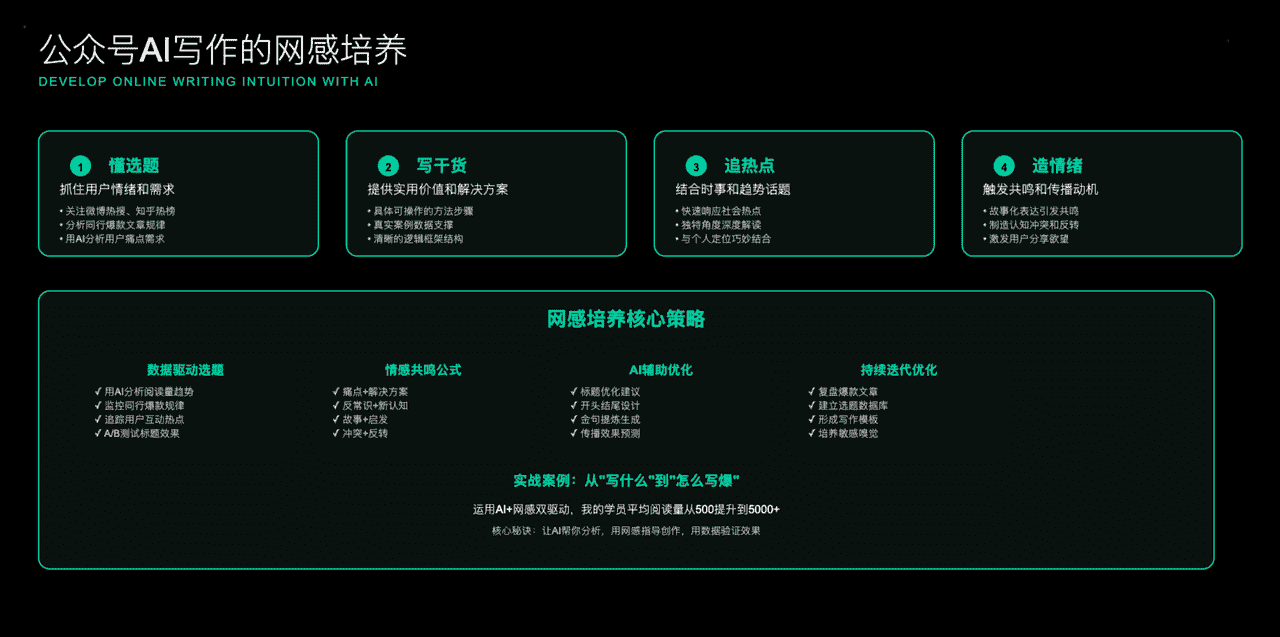 公众号AI写作的网感培养
DEVELOP ONLINE WRITING INTUITION WITH AI
1 懂选题
抓住用户情绪和需求
• 关注微博热搜、知乎热榜
• 分析同行爆款文章规律
• 用AI分析用户痛点需求
2 写干货
提供实用价值和解决方案
• 具体可操作的方法步骤
• 真实案例数据支撑
• 清晰的逻辑框架结构
3 追热点
结合时事和趋势话题
• 快速响应社会热点
• 独特角度深度解读
• 与个人定位巧妙结合
4 造情绪
触发共鸣和传播动机
• 故事化表达引发共鸣
• 制造认知冲突和反转
• 激发用户分享欲望
网感培养核心策略
数据驱动选题
✓ 用AI分析阅读量趋势
✓ 监控同行爆款规律
✓ 追踪用户互动热点
✓ A/B测试标题效果
情感共鸣公式
✓ 痛点+解决方案
✓ 反常识+新认知
✓ 故事+启发
✓ 冲突+反转
AI辅助优化
✓ 标题优化建议
✓ 开头结尾设计
✓ 金句提炼生成
✓ 传播效果预测
持续迭代优化
✓ 复盘爆款文章
✓ 建立选题数据库
✓ 形成写作模板
✓ 培养敏感嗅觉
实战案例：从"写什么"到"怎么写爆"
运用AI+网感双驱动，我的学员平均阅读量从500提升到5000+
核心秘诀：让AI帮你分析，用网感指导创作，用数据验证效果